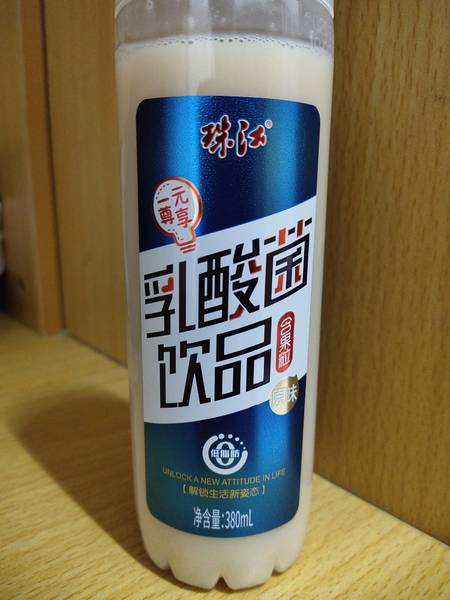 珠江®
一元
尊享
乳酸菌
饮品
含果粒
原味
0
低脂肪
UNLOCK A NEW ATTITUDE IN LIFE
【解锁生活新姿态】
净含量:380mL